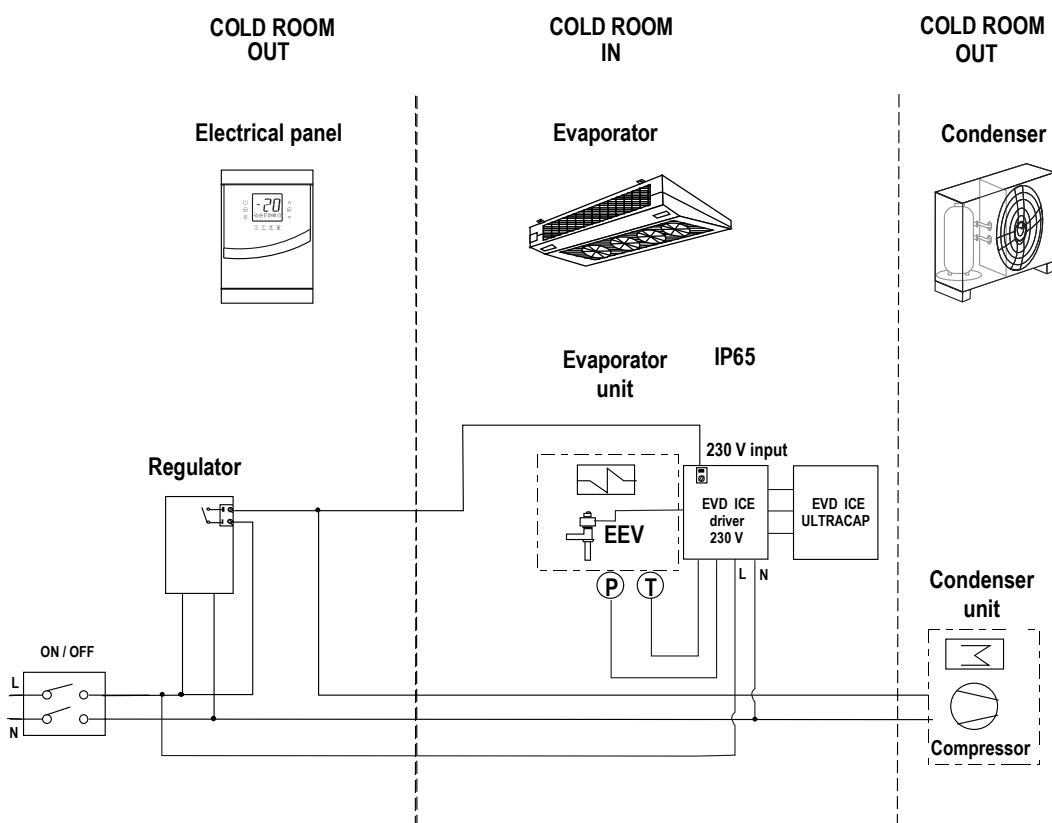 COLD ROOM
OUT
COLD ROOM
IN
COLD ROOM
OUT
Electrical panel
Evaporator
Condenser
-20
Evaporator
unit
IP65
230 V input
Regulator
EVD ICE
driver
230 V
EVD ICE
ULTRACAP
EEV
P
T
L
N
Condenser
unit
ON / OFF
L
N
Compressor